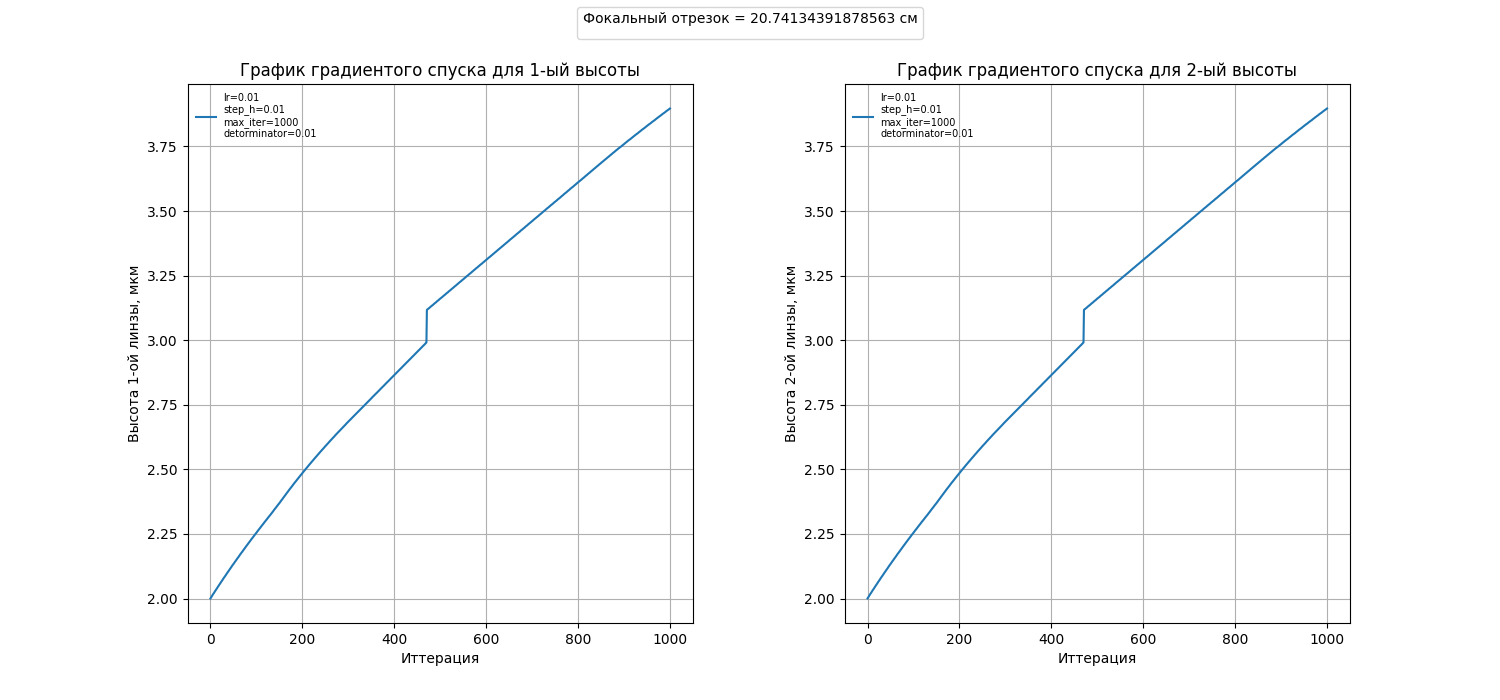 Фокальный отрезок = 20.74134391878563 см
График градиентого спуска для 1-ый высоты
lr=0.01
step_h=0.01
max_iter=1000
detorminator=0.01
3.75
3.50
3.25
3.00
2.75
2.50
2.25
2.00
Высота 1-ой линзы, мкм
0 200 400 600 800 1000
Иттерация
График градиентого спуска для 2-ый высоты
lr=0.01
step_h=0.01
max_iter=1000
detorminator=0.01
3.75
3.50
3.25
3.00
2.75
2.50
2.25
2.00
Высота 2-ой линзы, мкм
0 200 400 600 800 1000
Иттерация